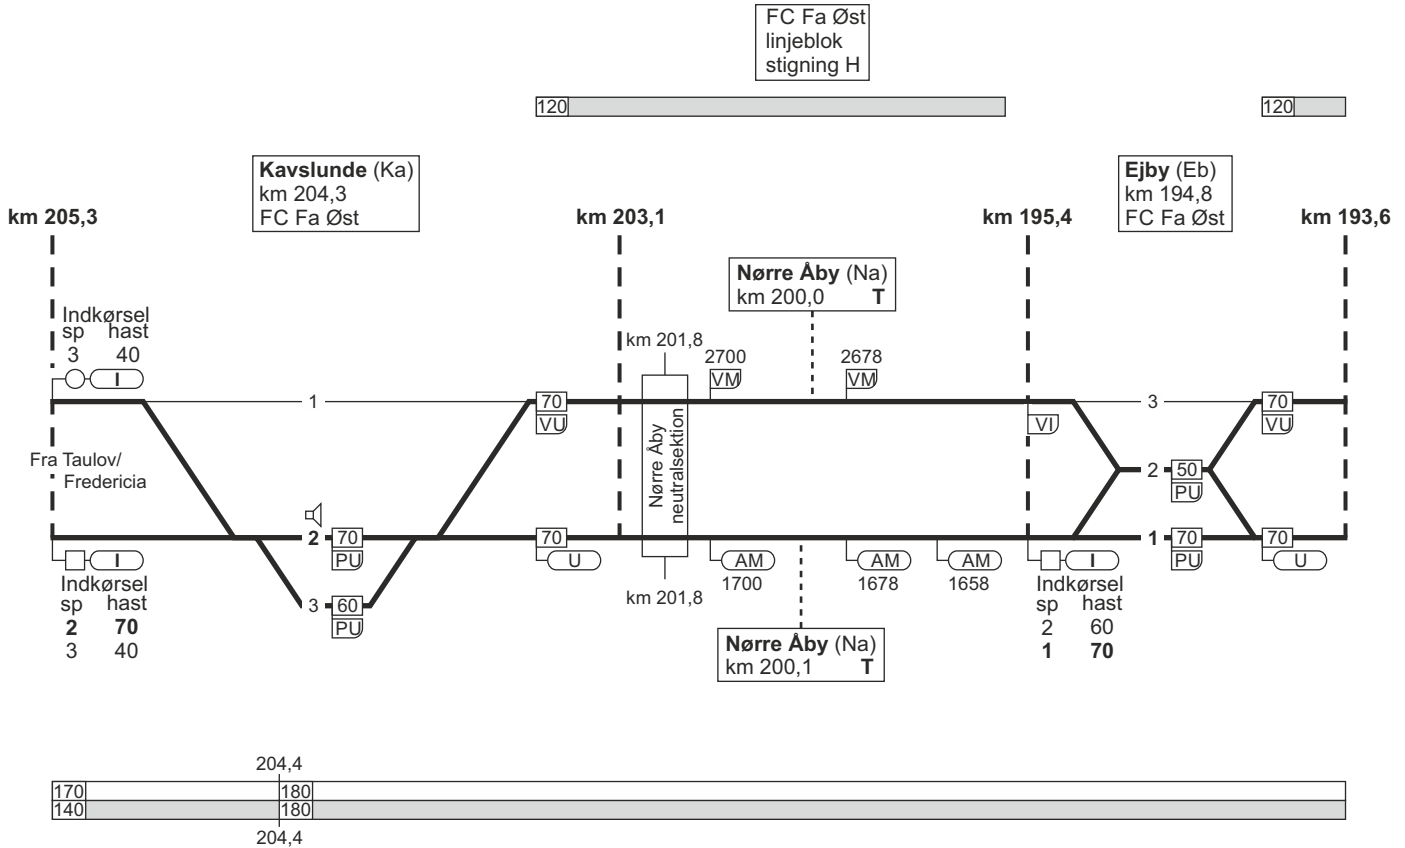 FC Fa Øst
linjeblok
stigning H
120
120
Kavslunde (Ka)
km 204,3
FC Fa Øst
Ejby (Eb)
km 194,8
FC Fa Øst
km 205,3
km 203,1
km 195,4
km 193,6
Nørre Åby (Na)
km 200,0 T
Indkørsel
sp hast
3 40
I
km 201,8
2700
VM
2678
VM
1
70
VU
3
70
VU
VI
Nørre Åby
neutralsektion
Fra Taulov/
Fredericia
2
50
PU
2
70
PU
70
U
1
70
PU
70
U
I
Indkørsel
sp hast
2 70
3 40
3
60
PU
km 201,8
AM
1700
AM
1678
AM
1658
I
Indkørsel
sp hast
2 60
1 70
Nørre Åby (Na)
km 200,1 T
204,4
170
180
140
180
204,4